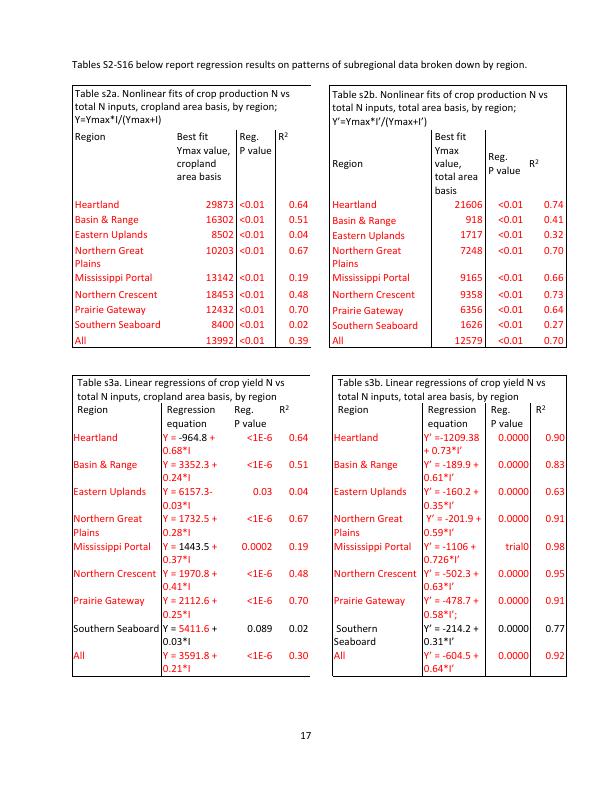 Tables S2-S16 below report regression results on patterns of subregional data broken down by region.
Table s2a. Nonlinear fits of crop production N vs
total N inputs, cropland area basis, by region;
Y=Ymax*I/(Ymax+I)
Region Best fit Ymax value, cropland area basis Reg. P value R²
Heartland 29873 <0.01 0.64
Basin & Range 16302 <0.01 0.51
Eastern Uplands 8502 <0.01 0.04
Northern Great Plains 10203 <0.01 0.67
Mississippi Portal 13142 <0.01 0.19
Northern Crescent 18453 <0.01 0.48
Prairie Gateway 12432 <0.01 0.70
Southern Seaboard 8400 <0.01 0.02
All 13992 <0.01 0.39
Table s2b. Nonlinear fits of crop production N vs
total N inputs, total area basis, by region;
Y’=Ymax*I’/(Ymax+I’)
Region Best fit Ymax value, total area basis Reg. P value R²
Heartland 21606 <0.01 0.74
Basin & Range 918 <0.01 0.41
Eastern Uplands 1717 <0.01 0.32
Northern Great Plains 7248 <0.01 0.70
Mississippi Portal 9165 <0.01 0.66
Northern Crescent 9358 <0.01 0.73
Prairie Gateway 6356 <0.01 0.64
Southern Seaboard 1626 <0.01 0.27
All 12579 <0.01 0.70
Table s3a. Linear regressions of crop yield N vs
total N inputs, cropland area basis, by region
Region Regression equation Reg. P value R²
Heartland Y = -964.8 + 0.68*I <1E-6 0.64
Basin & Range Y = 3352.3 + 0.24*I <1E-6 0.51
Eastern Uplands Y = 6157.3- 0.03*I 0.03 0.04
Northern Great Plains Y = 1732.5 + 0.28*I <1E-6 0.67
Mississippi Portal Y = 1443.5 + 0.37*I 0.0002 0.19
Northern Crescent Y = 1970.8 + 0.41*I <1E-6 0.48
Prairie Gateway Y = 2112.6 + 0.25*I <1E-6 0.70
Southern Seaboard Y = 5411.6 + 0.03*I 0.089 0.02
All Y = 3591.8 + 0.21*I <1E-6 0.30
Table s3b. Linear regressions of crop yield N vs
total N inputs, total area basis, by region
Region Regression equation Reg. P value R²
Heartland Y’ =-1209.38 + 0.73*I’ 0.0000 0.90
Basin & Range Y’ = -189.9 + 0.61*I’ 0.0000 0.83
Eastern Uplands Y’ = -160.2 + 0.35*I’ 0.0000 0.63
Northern Great Plains Y’ = -201.9 + 0.59*I’ 0.0000 0.91
Mississippi Portal Y’ = -1106 + 0.726*I’ trial0 0.98
Northern Crescent Y’ = -502.3 + 0.63*I’ 0.0000 0.95
Prairie Gateway Y’ = -478.7 + 0.58*I’; 0.0000 0.91
Southern Seaboard Y’ = -214.2 + 0.31*I’ 0.0000 0.77
All Y’ = -604.5 + 0.64*I’ 0.0000 0.92
17